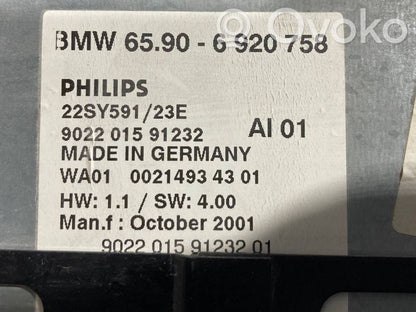 BMW 65.90 - 6 920 758
PHILIPS
22SY591/23E
9022 015 91232 AI 01
MADE IN GERMANY
WA01 0021493 43 01
HW: 1.1 / SW: 4.00
Man.f : October 2001
9022 015 91232 01
Ovoko